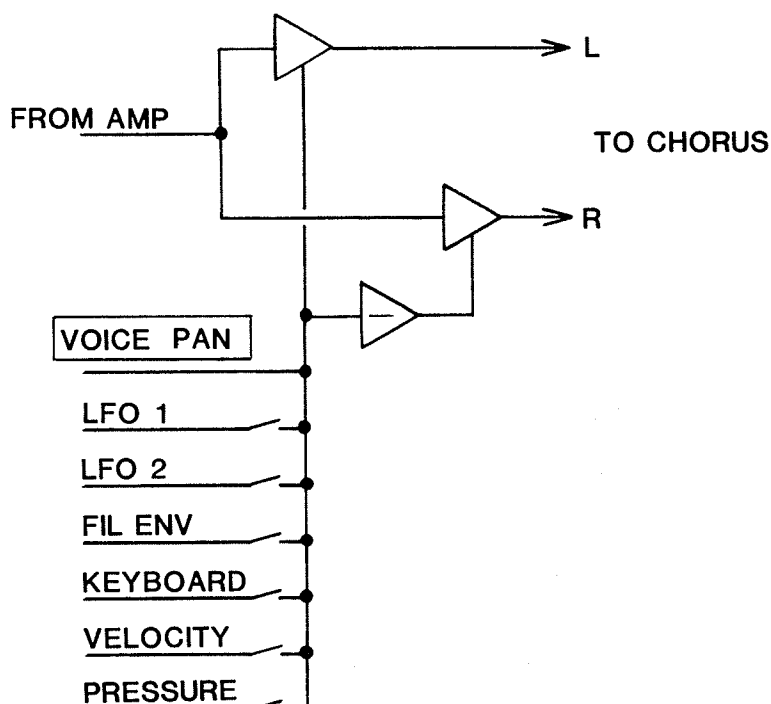 L
FROM AMP
TO CHORUS
R
VOICE PAN
LFO 1
LFO 2
FIL ENV
KEYBOARD
VELOCITY
PRESSURE